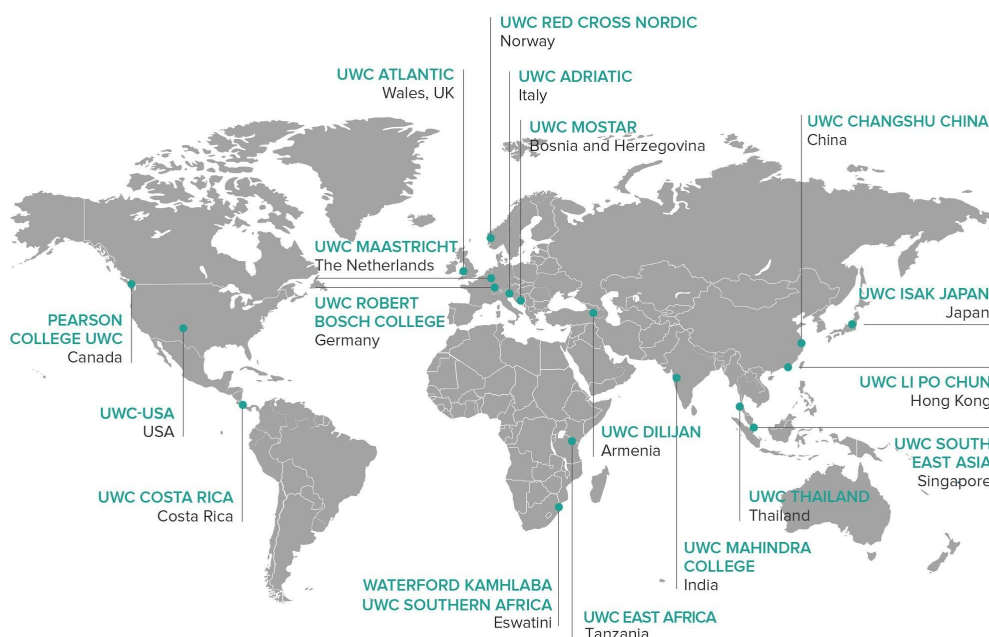 UWC RED CROSS NORDIC
Norway
UWC ATLANTIC
Wales, UK
UWC ADRIATIC
Italy
UWC MOSTAR
Bosnia and Herzegovina
UWC CHANGSHU CHINA
China
UWC MAASTRICHT
The Netherlands
UWC ROBERT
BOSCH COLLEGE
Germany
PEARSON
COLLEGE UWC
Canada
UWC ISAK JAPAN
Japan
UWC LI PO CHUN
Hong Kong
UWC-USA
USA
UWC DILIJAN
Armenia
UWC SOUTH
EAST ASIA
Singapore
UWC COSTA RICA
Costa Rica
UWC THAILAND
Thailand
UWC MAHINDRA
COLLEGE
India
WATERFORD KAMHLABA
UWC SOUTHERN AFRICA
Eswatini
UWC EAST AFRICA
Tanzania